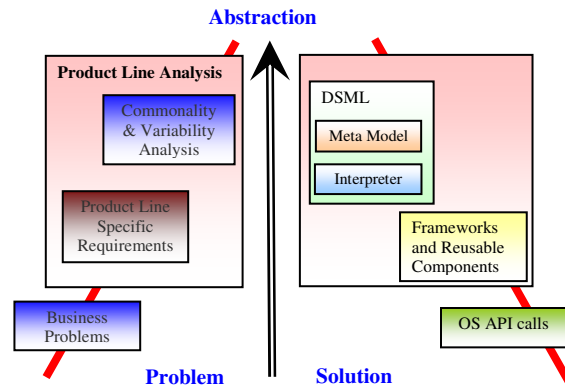 Abstraction
Product Line Analysis
Commonality
& Variability
Analysis
Product Line
Specific
Requirements
Business
Problems
DSML
Meta Model
Interpreter
Frameworks
and Reusable
Components
OS API calls
Problem
Solution